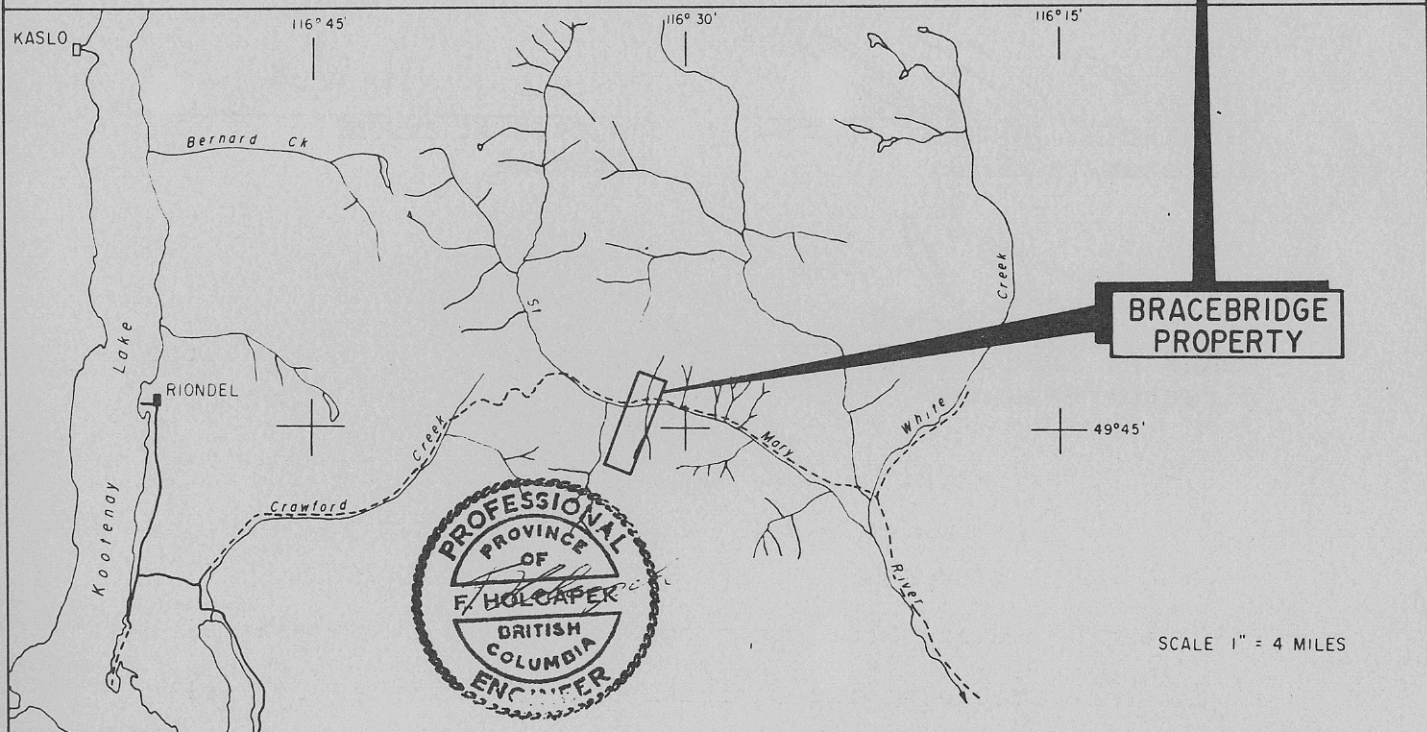 116° 45'
116° 30'
116° 15'
KASLO
Bernard Ck
Creek
St
Lake
BRACEBRIDGE
PROPERTY
RIONDEL
White
49°45'
Creek
Mary
Crawford
Kootenay
River
PROFESSIONAL
PROVINCE
OF
F. HOLCAPEK
BRITISH
COLUMBIA
ENGINEER
SCALE 1" = 4 MILES